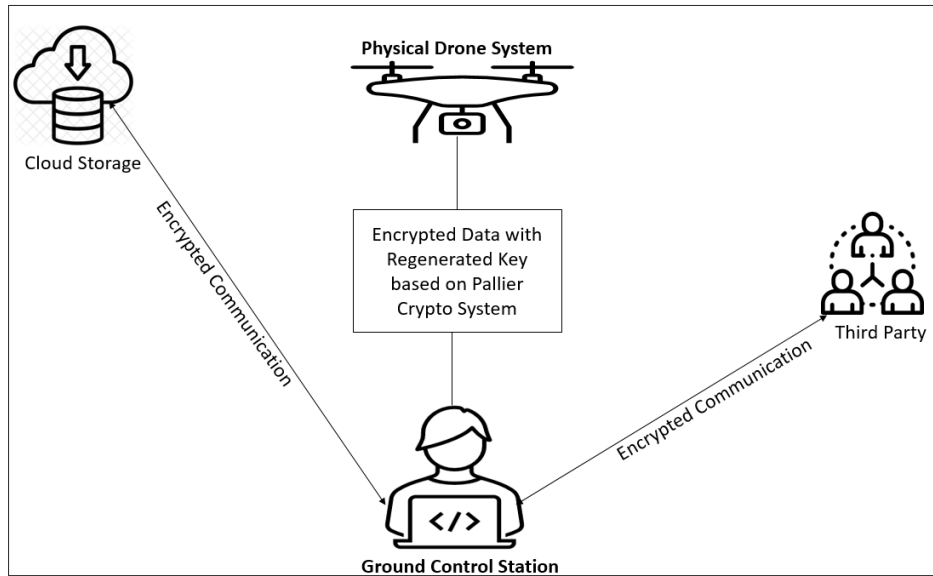 Physical Drone System
Cloud Storage
Encrypted Communication
Encrypted Data with
Regenerated Key
based on Pallier
Crypto System
Third Party
Encrypted Communication
</>
Ground Control Station